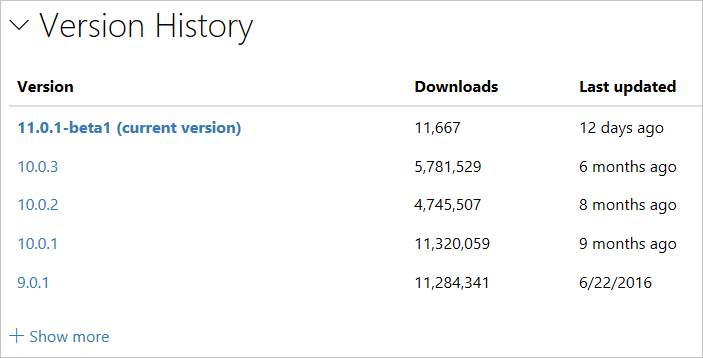 Version History
Version Downloads Last updated
11.0.1-beta1 (current version) 11,667 12 days ago
10.0.3 5,781,529 6 months ago
10.0.2 4,745,507 8 months ago
10.0.1 11,320,059 9 months ago
9.0.1 11,284,341 6/22/2016
+ Show more